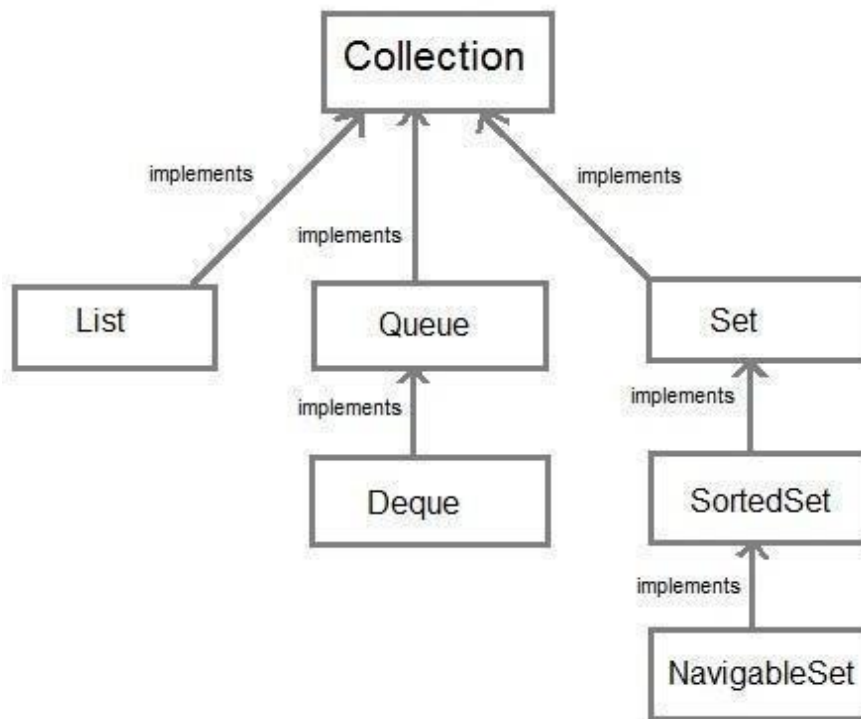 Collection
implements
implements
implements
List
Queue
Set
implements
implements
Deque
SortedSet
implements
NavigableSet